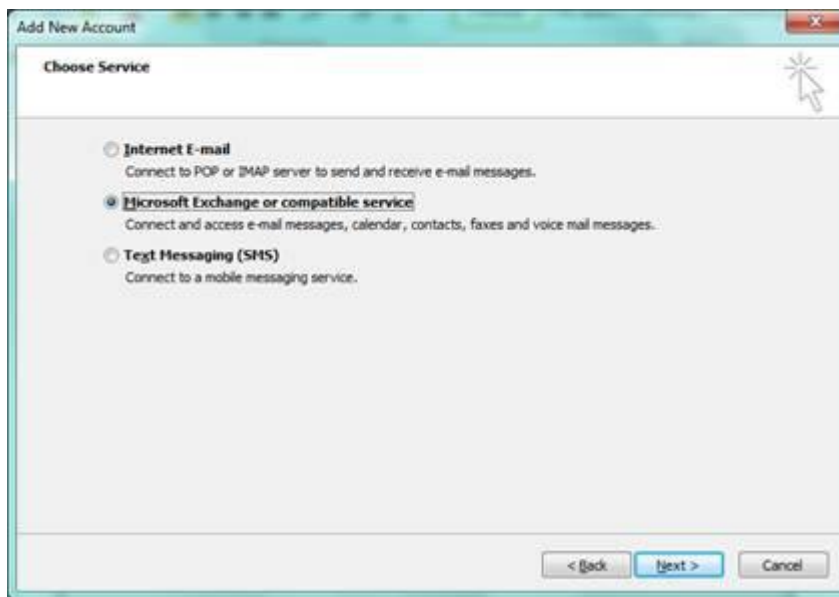 Add New Account
Choose Service
Internet E-mail
Connect to POP or IMAP server to send and receive e-mail messages.
Microsoft Exchange or compatible service
Connect and access e-mail messages, calendar, contacts, faxes and voice mail messages.
Text Messaging (SMS)
Connect to a mobile messaging service.
< Back Next > Cancel